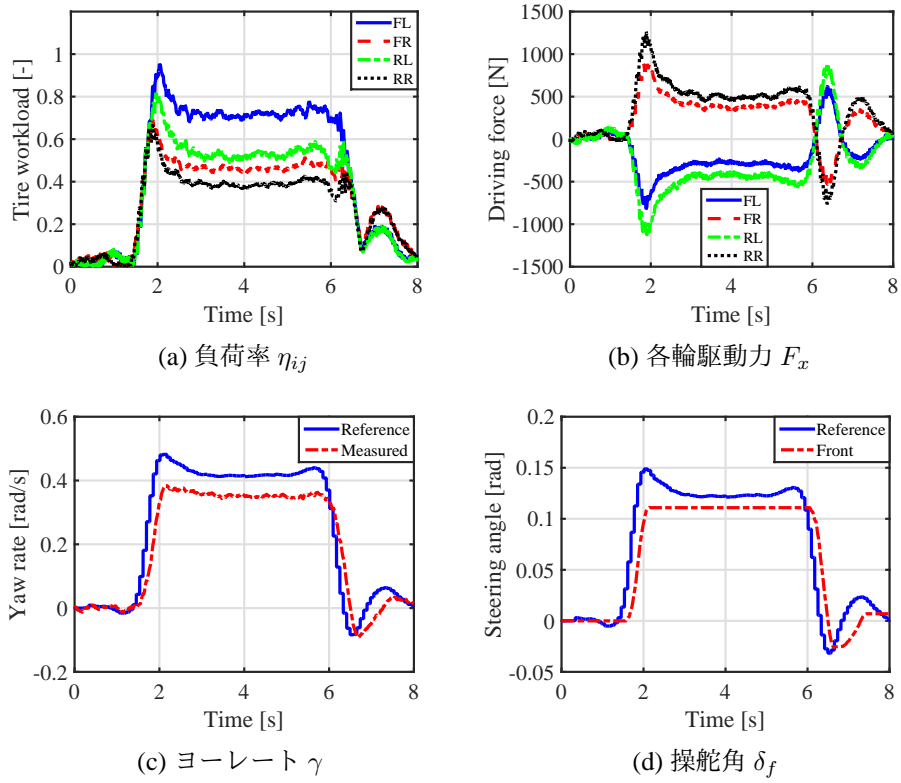 Tire workload [-]
1
0.8
0.6
0.4
0.2
0
0 2 4 6 8
Time [s]
FL
FR
RL
RR
(a) 負荷率 η_{ij}
Driving force [N]
1500
1000
500
0
-500
-1000
-1500
0 2 4 6 8
Time [s]
FL
FR
RL
RR
(b) 各輪駆動力 F_x
Yaw rate [rad/s]
0.6
0.4
0.2
0
-0.2
0 2 4 6 8
Time [s]
Reference
Measured
(c) ヨーレート γ
Steering angle [rad]
0.2
0.15
0.1
0.05
0
-0.05
0 2 4 6 8
Time [s]
Reference
Front
(d) 操舵角 δ_f